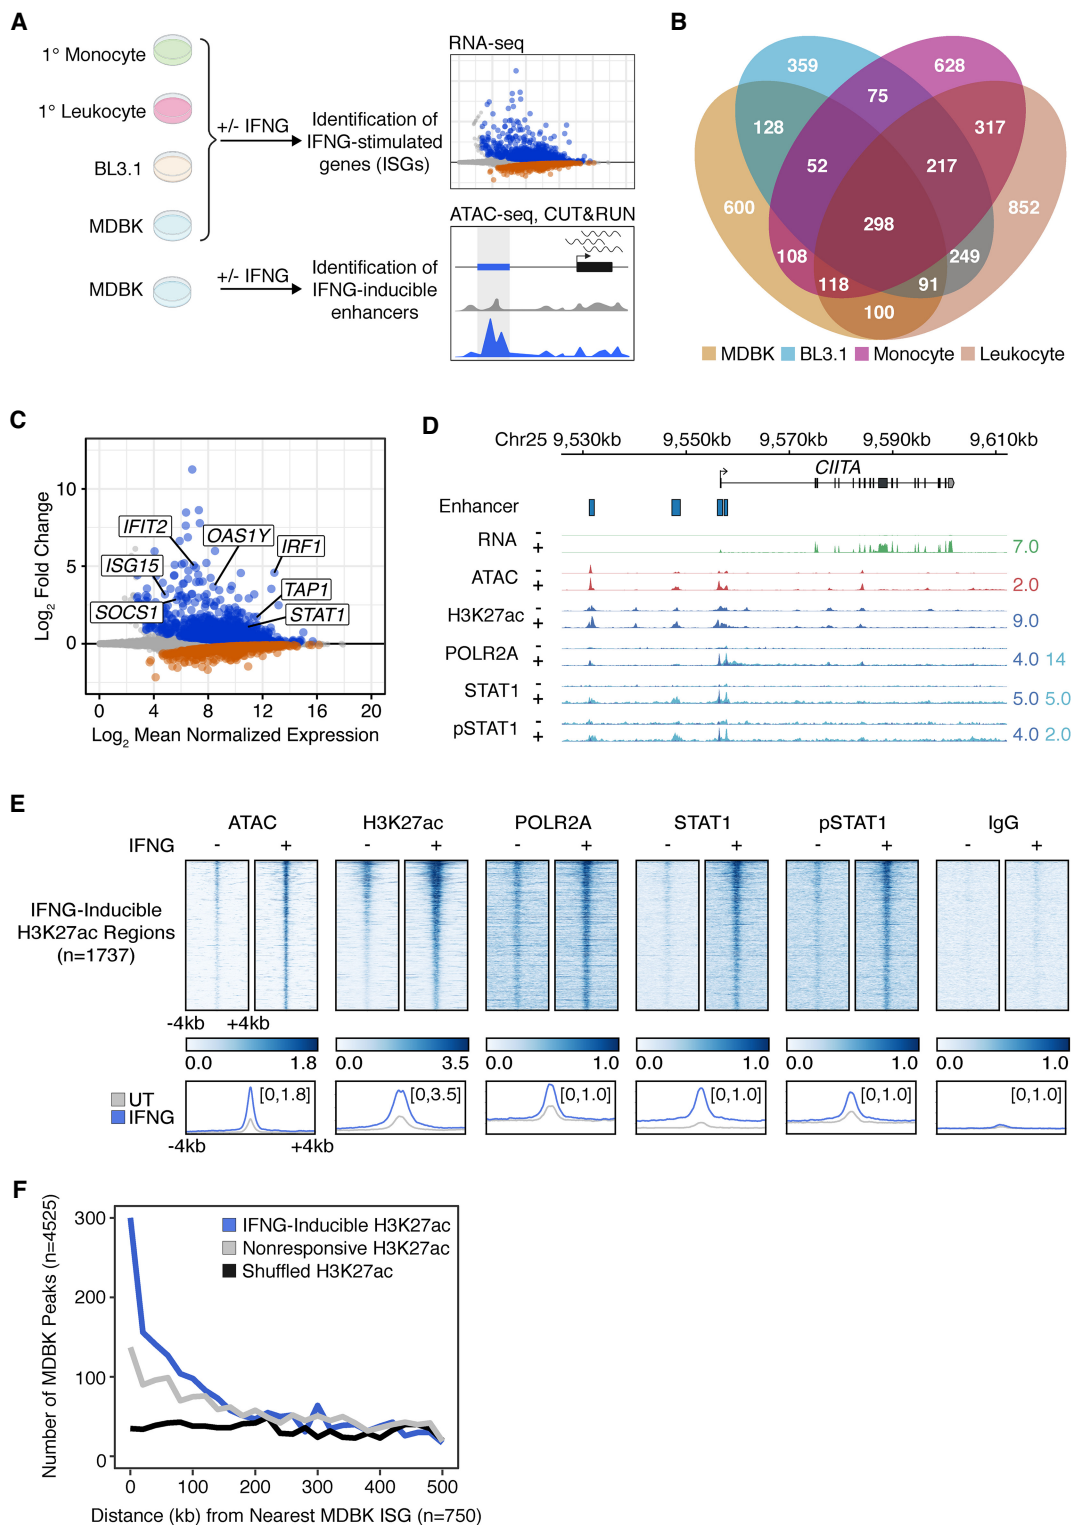 A
1° Monocyte
1° Leukocyte
BL3.1
MDBK
MDBK
+/- IFNG
Identification of
IFNG-stimulated
genes (ISGs)
+/- IFNG
Identification of
IFNG-inducible
enhancers
RNA-seq
ATAC-seq, CUT&RUN
B
359
628
75
128
317
52
217
600
852
298
108
249
118
91
100
MDBK
BL3.1
Monocyte
Leukocyte
C
Log2 Fold Change
10
5
0
IFIT2
OAS1Y
IRF1
ISG15
TAP1
SOCS1
STAT1
0 4 8 12 16 20
Log2 Mean Normalized Expression
D
Chr25 9,530kb 9,550kb 9,570kb 9,590kb 9,610kb
CIITA
Enhancer
RNA - + 7.0
ATAC - + 2.0
H3K27ac - + 9.0
POLR2A - + 4.0 14
STAT1 - + 5.0 5.0
pSTAT1 - + 4.0 2.0
E
ATAC H3K27ac POLR2A STAT1 pSTAT1 IgG
IFNG - + - + - + - + - + - +
IFNG-Inducible
H3K27ac Regions
(n=1737)
-4kb +4kb
0.0 1.8 0.0 3.5 0.0 1.0 0.0 1.0 0.0 1.0 0.0 1.0
UT
IFNG
[0,1.8] [0,3.5] [0,1.0] [0,1.0] [0,1.0] [0,1.0]
-4kb +4kb
F
Number of MDBK Peaks (n=4525)
300
200
100
0
IFNG-Inducible H3K27ac
Nonresponsive H3K27ac
Shuffled H3K27ac
0 100 200 300 400 500
Distance (kb) from Nearest MDBK ISG (n=750)